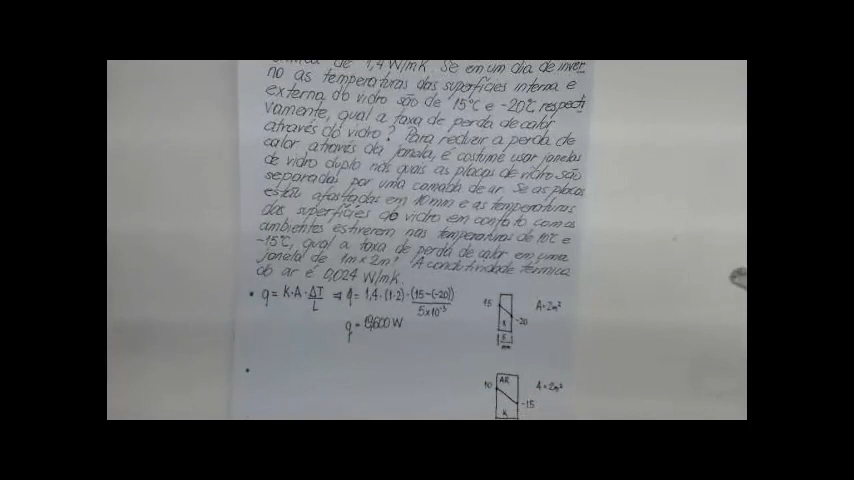 de 1,4 W/mK. Se em um dia de inver-
no as temperaturas das superfícies interna e
externa do vidro são de 15°C e -20°C respecti-
vamente, qual a taxa de perda de calor
através do vidro? Para reduzir a perda de
calor através da janela, é costume usar janelas
de vidro duplo nas quais as placas de vidro são
separadas por uma camada de ar. Se as placas
estão afastadas em 10mm e as temperaturas
das superfícies do vidro em contato com os
ambientes estiverem nas temperaturas de 10°C e
-15°C, qual a taxa de perda de calor em uma
janela de 1m x 2m? A condutividade térmica
do ar é 0,024 W/mK.
• q = K·A·ΔT/L ⇒ q = 1,4·(1·2)·(15-(-20))/5x10⁻³
q = 19,600 W
15 -20 A=2m²
K
5
mm
•
10 AR -15 A=2m²
K